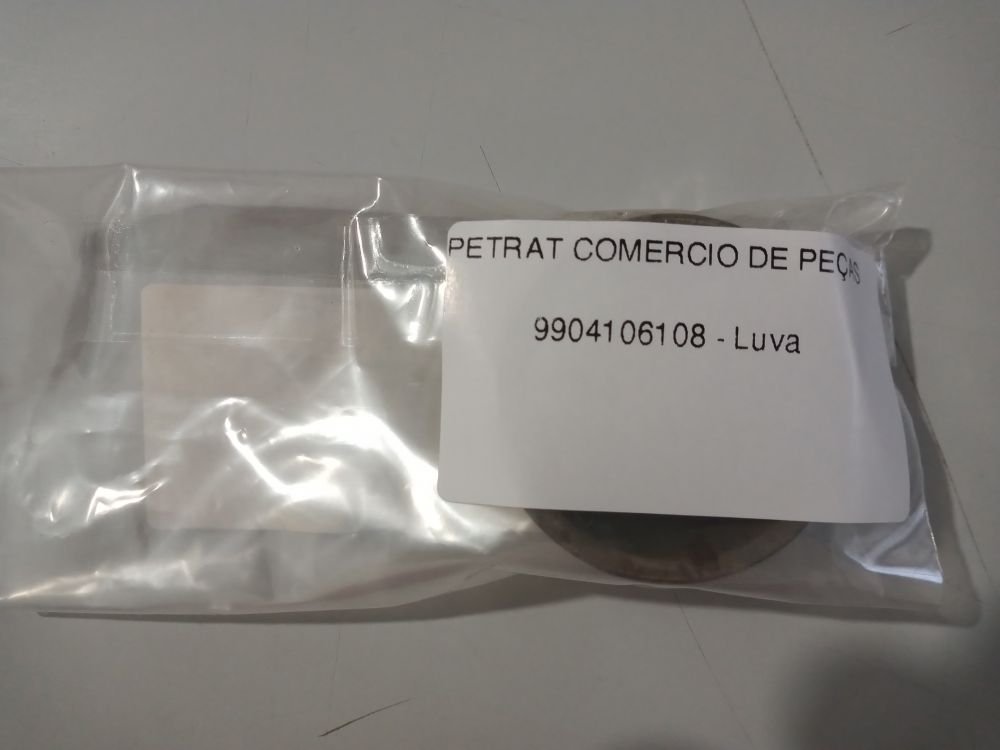 PETRAT COMERCIO DE PEÇAS
9904106108 - Luva